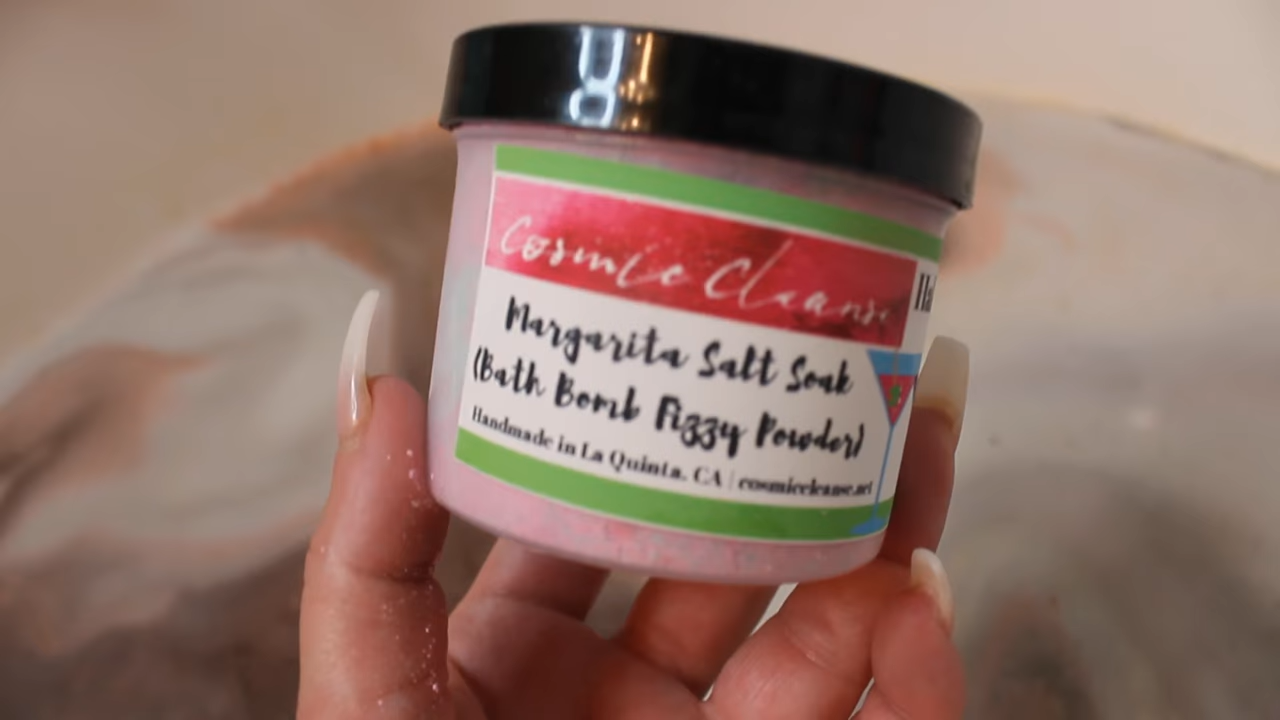 Cosmic Cleanse
Margarita Salt Soak
(Bath Bomb Fizzy Powder)
Handmade in La Quinta, CA | cosmiccleanse.net